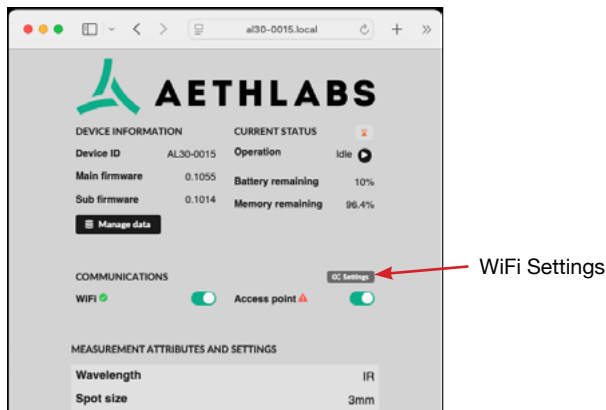 al30-0015.local
AETHLABS
DEVICE INFORMATION CURRENT STATUS
Device ID AL30-0015 Operation Idle
Main firmware 0.1055 Battery remaining 10%
Sub firmware 0.1014 Memory remaining 96.4%
Manage data
COMMUNICATIONS Settings
WiFi Settings
WiFi Access point
MEASUREMENT ATTRIBUTES AND SETTINGS
Wavelength IR
Spot size 3mm